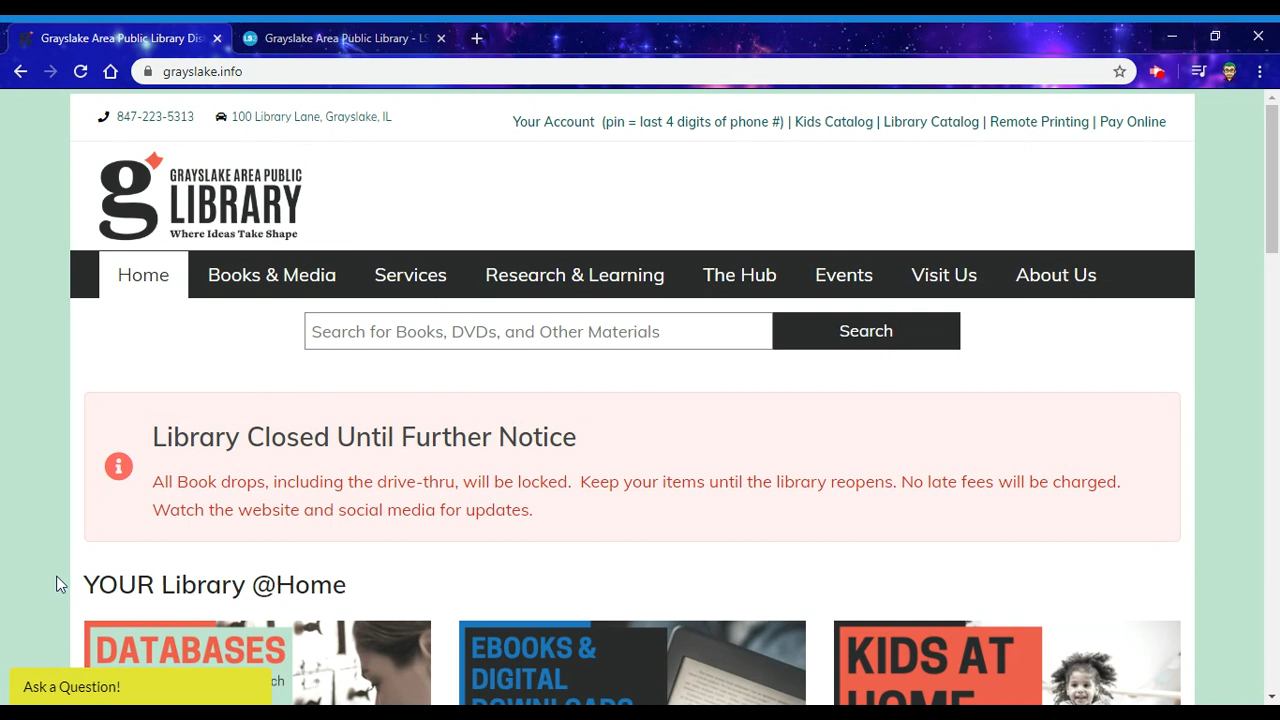 Grayslake Area Public Library Dis
Grayslake Area Public Library - LS
grayslake.info
847-223-5313
100 Library Lane, Grayslake, IL
Your Account (pin = last 4 digits of phone #) | Kids Catalog | Library Catalog | Remote Printing | Pay Online
g GRAYSLAKE AREA PUBLIC
LIBRARY
Where Ideas Take Shape
Home Books & Media Services Research & Learning The Hub Events Visit Us About Us
Search for Books, DVDs, and Other Materials Search
Library Closed Until Further Notice
All Book drops, including the drive-thru, will be locked. Keep your items until the library reopens. No late fees will be charged.
Watch the website and social media for updates.
YOUR Library @Home
DATABASES
Ask a Question!
EBOOKS &
DIGITAL
DOWNLOADS
KIDS AT
HOME